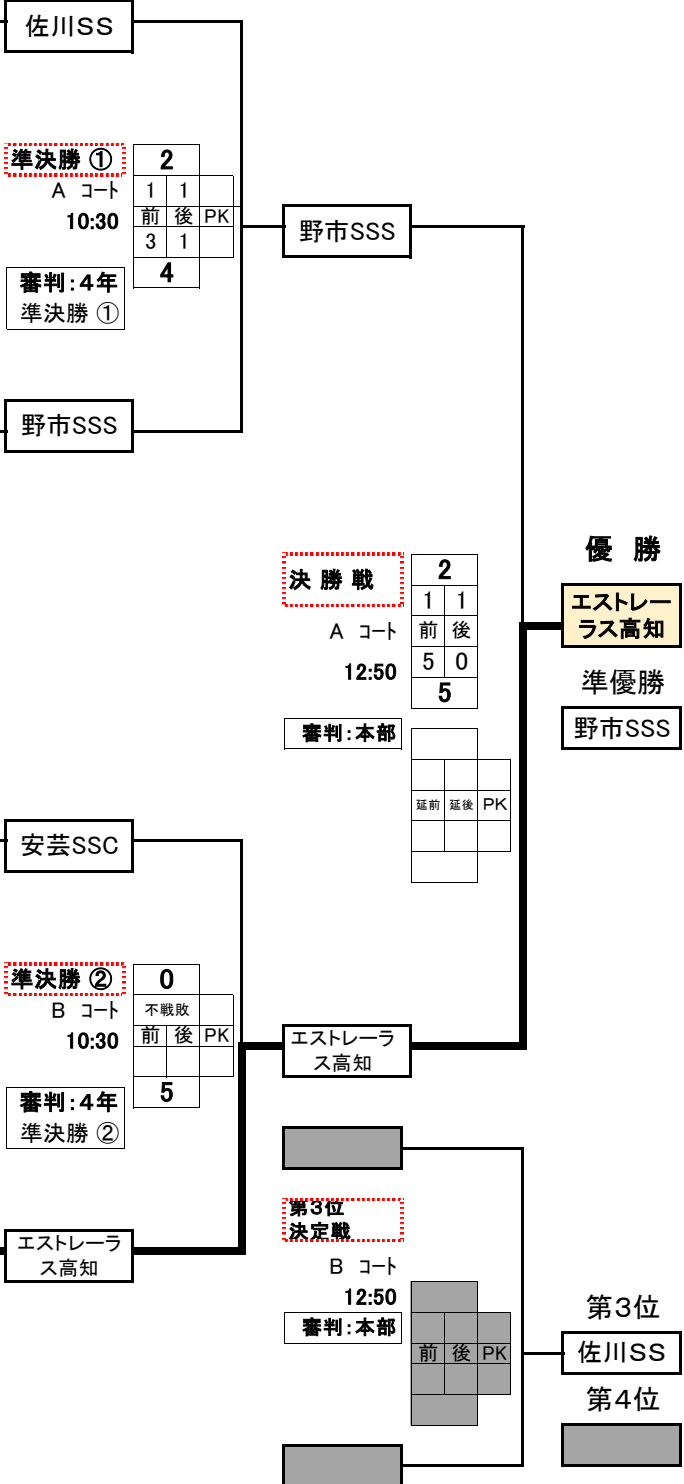 佐川SS
準決勝 ①
2
A コート
1 1
10:30
前 後 PK
3 1
4
審判:4年
準決勝 ①
野市SSS
野市SSS
優 勝
エストレー
ラス高知
準優勝
野市SSS
決 勝 戦
2
1 1
A コート
前 後
12:50
5 0
5
審判:本部
延前 延後 PK
安芸SSC
準決勝 ②
0
B コート
不戦敗
10:30
前 後 PK
5
審判:4年
準決勝 ②
エストレーラ
ス高知
エストレーラ
ス高知
第3位
決定戦
B コート
12:50
審判:本部
前 後 PK
第3位
佐川SS
第4位